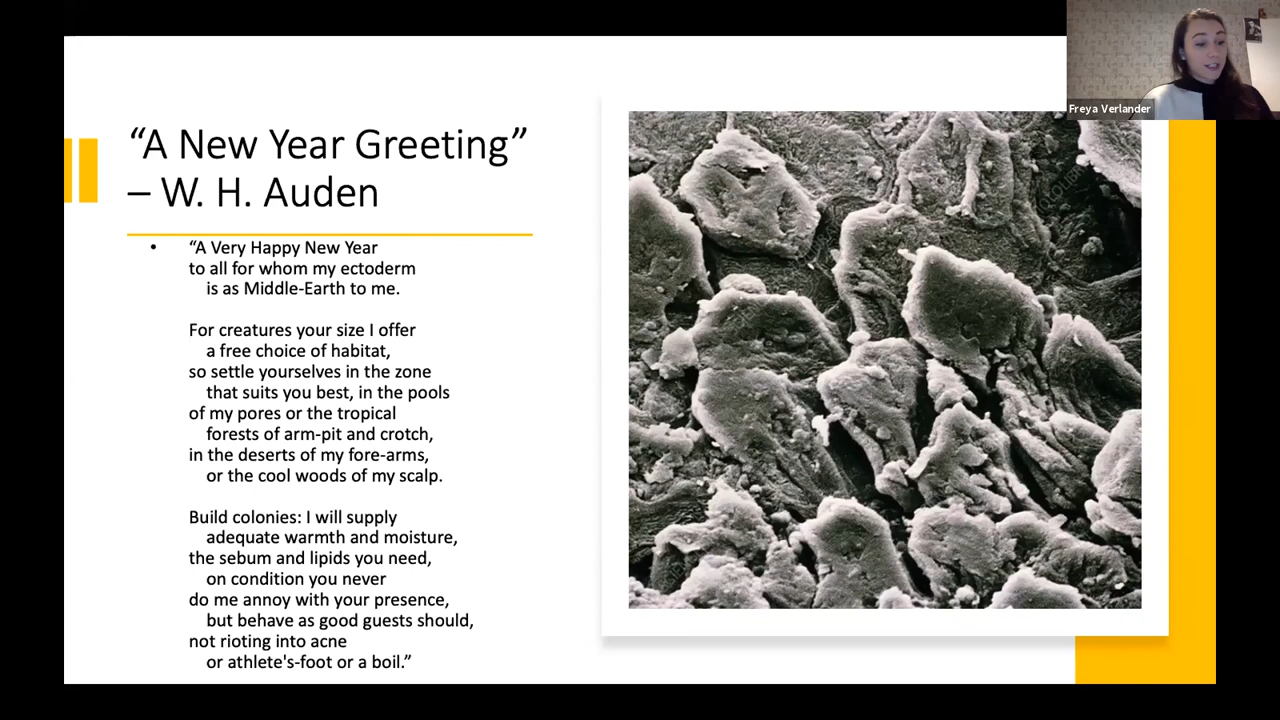 Freya Verlander
“A New Year Greeting”
– W. H. Auden
• “A Very Happy New Year
to all for whom my ectoderm
is as Middle-Earth to me.
For creatures your size I offer
a free choice of habitat,
so settle yourselves in the zone
that suits you best, in the pools
of my pores or the tropical
forests of arm-pit and crotch,
in the deserts of my fore-arms,
or the cool woods of my scalp.
Build colonies: I will supply
adequate warmth and moisture,
the sebum and lipids you need,
on condition you never
do me annoy with your presence,
but behave as good guests should,
not rioting into acne
or athlete's-foot or a boil.”